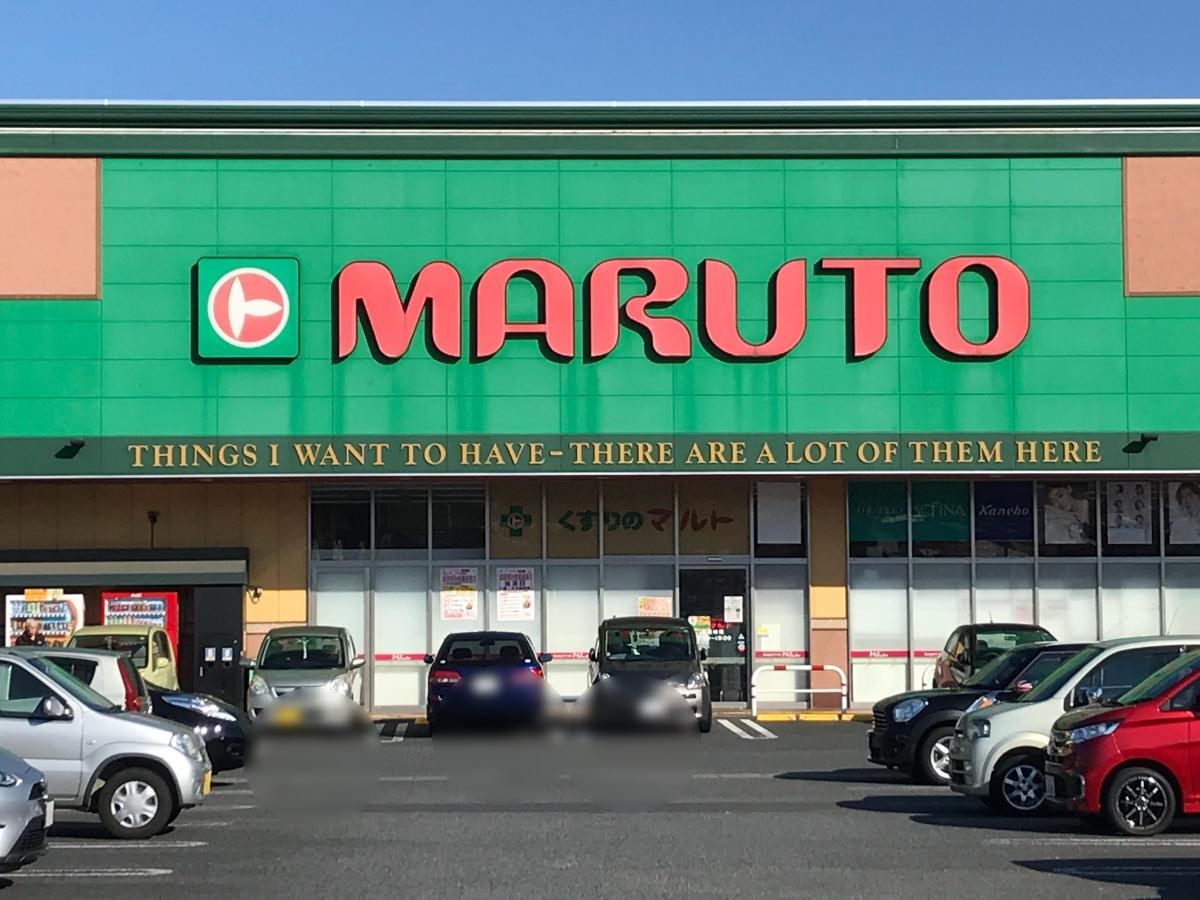 MARUTO
THINGS I WANT TO HAVE-THERE ARE A LOT OF THEM HERE
くすりのマルト
SOFINA
Kanebo